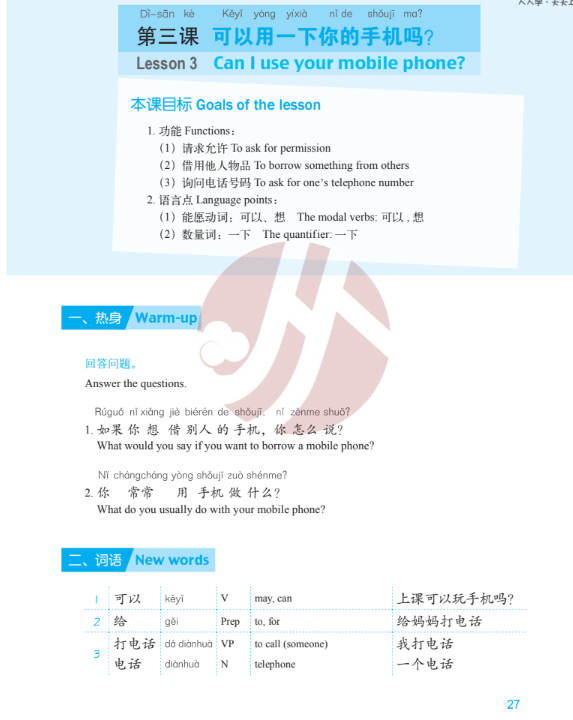 Dì-sān kè Kěyǐ yòng yíxià nǐ de shǒujī ma?
第三课 可以用一下你的手机吗?
Lesson 3 Can I use your mobile phone?
本课目标 Goals of the lesson
1. 功能 Functions:
(1) 请求允许 To ask for permission
(2) 借用他人物品 To borrow something from others
(3) 询问电话号码 To ask for one's telephone number
2. 语言点 Language points:
(1) 能愿动词: 可以、想 The modal verbs: 可以 , 想
(2) 数量词: 一下 The quantifier: 一下
一、热身 Warm-up
回答问题。
Answer the questions.
Rúguǒ nǐ xiǎng jiè biérén de shǒujī, nǐ zěnme shuō?
1. 如果你想借别人的手机, 你怎么说?
What would you say if you want to borrow a mobile phone?
Nǐ chángcháng yòng shǒujī zuò shénme?
2. 你 常常 用 手机 做 什么?
What do you usually do with your mobile phone?
二、词语 New words
1 可以 kěyǐ V may, can 上课可以玩手机吗?
2 给 gěi Prep to, for 给妈妈打电话
3 打电话 dǎ diànhuà VP to call (someone) 我打电话
电话 diànhuà N telephone 一个电话
27